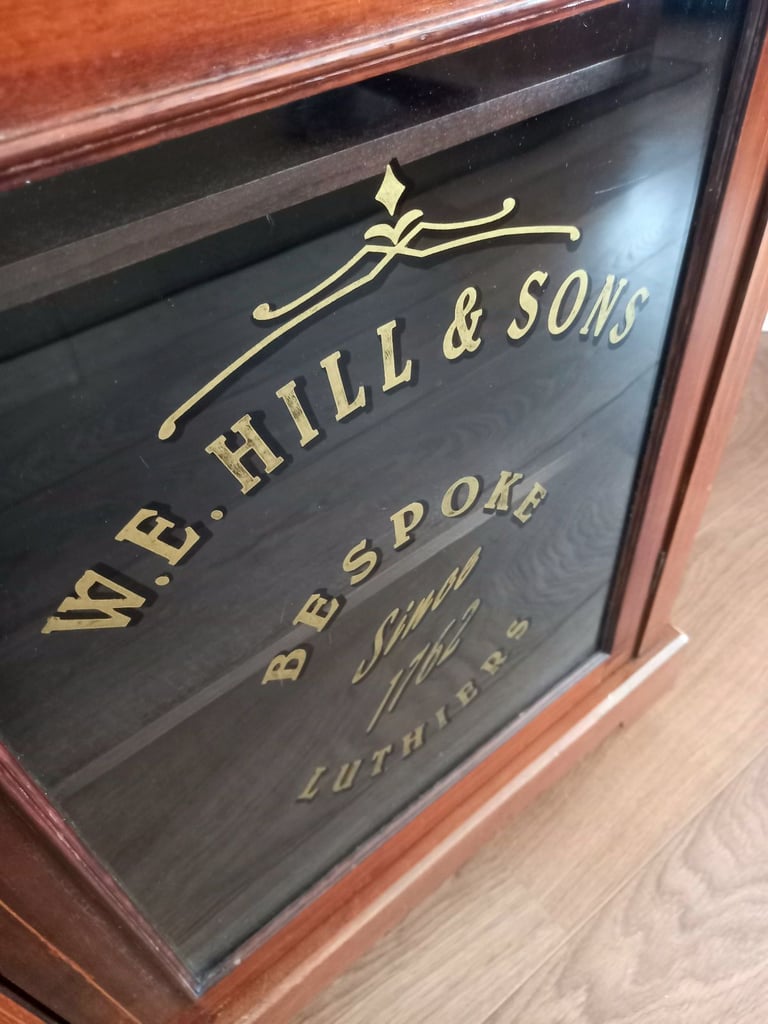 W.E. HILL & SONS
BESPOKE
Since
1762
LUTHIERS